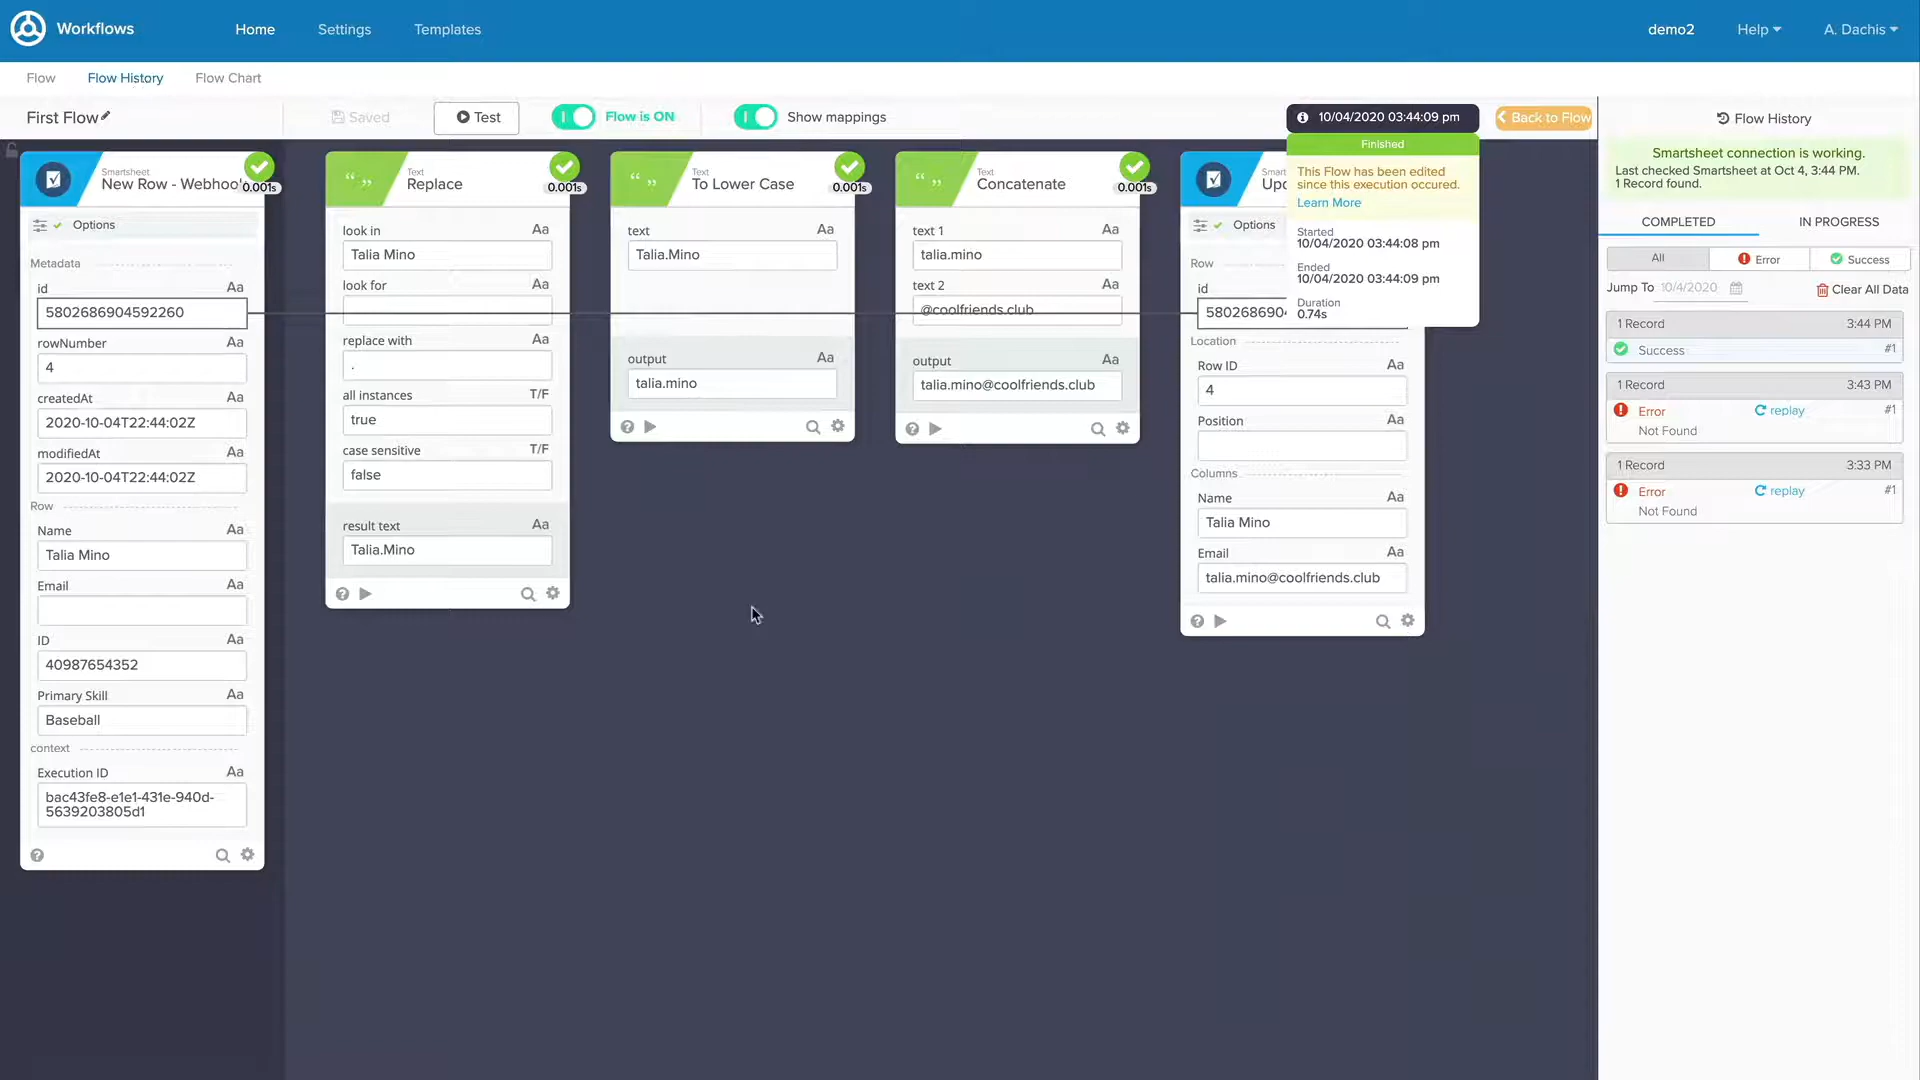 Workflows
Home
Settings
Templates
demo2
Help
A. Dachis
Flow
Flow History
Flow Chart
First Flow
Saved
Test
Flow is ON
Show mappings
10/04/2020 03:44:09 pm
Back to Flow
Finished
This Flow has been edited
since this execution occured.
Learn More
Started
10/04/2020 03:44:08 pm
Ended
10/04/2020 03:44:09 pm
Duration
0.74s
Smartsheet
New Row - Webhoo
0.001s
Options
Metadata
id Aa
5802686904592260
rowNumber Aa
4
createdAt Aa
2020-10-04T22:44:02Z
modifiedAt Aa
2020-10-04T22:44:02Z
Row
Name Aa
Talia Mino
Email Aa
ID Aa
40987654352
Primary Skill Aa
Baseball
context
Execution ID Aa
bac43fe8-e1e1-431e-940d-
5639203805d1
Text
Replace
0.001s
look in Aa
Talia Mino
look for Aa
replace with Aa
.
all instances T/F
true
case sensitive T/F
false
result text Aa
Talia.Mino
Text
To Lower Case
0.001s
text Aa
Talia.Mino
output Aa
talia.mino
Text
Concatenate
0.001s
text 1 Aa
talia.mino
text 2 Aa
@coolfriends.club
output Aa
talia.mino@coolfriends.club
Options
Row
id
580268690
Location
Row ID Aa
4
Position Aa
Columns
Name Aa
Talia Mino
Email Aa
talia.mino@coolfriends.club
Flow History
Smartsheet connection is working.
Last checked Smartsheet at Oct 4, 3:44 PM.
1 Record found.
COMPLETED
IN PROGRESS
All
Error
Success
Jump To 10/4/2020
Clear All Data
1 Record 3:44 PM
Success #1
1 Record 3:43 PM
Error replay #1
Not Found
1 Record 3:33 PM
Error replay #1
Not Found